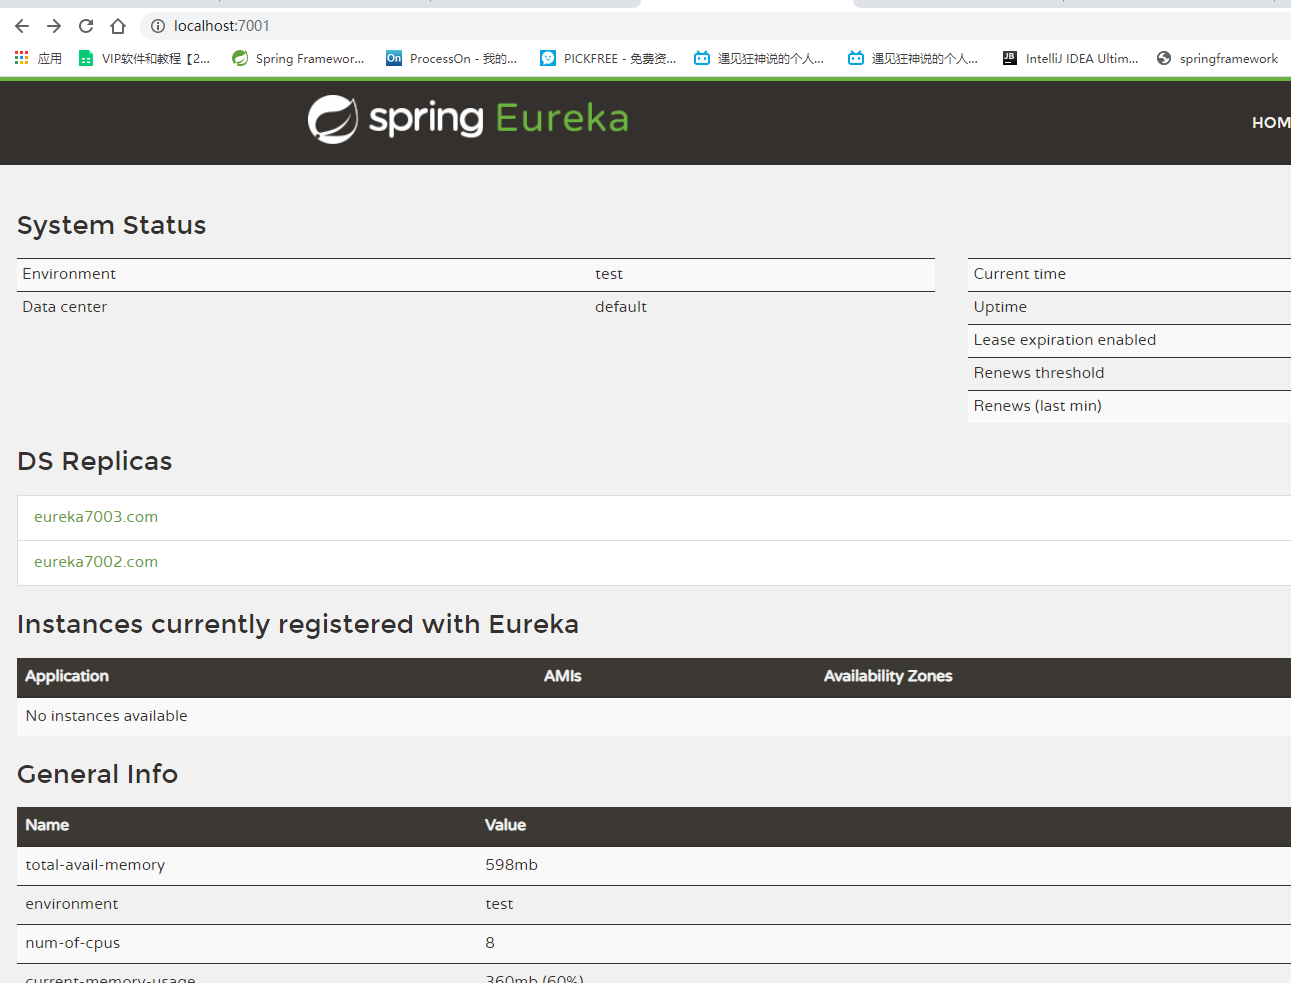 localhost:7001
应用 VIP软件和教程【2... Spring Framewor... On ProcessOn - 我的... PICKFREE - 免费资... 遇见狂神说的个人... 遇见狂神说的个人... JB IntelliJ IDEA Ultim... springframework
spring Eureka
HOM
System Status
Environment test
Data center default
Current time
Uptime
Lease expiration enabled
Renews threshold
Renews (last min)
DS Replicas
eureka7003.com
eureka7002.com
Instances currently registered with Eureka
Application AMIs Availability Zones
No instances available
General Info
Name Value
total-avail-memory 598mb
environment test
num-of-cpus 8
current-memory-usage 360mb (60%)